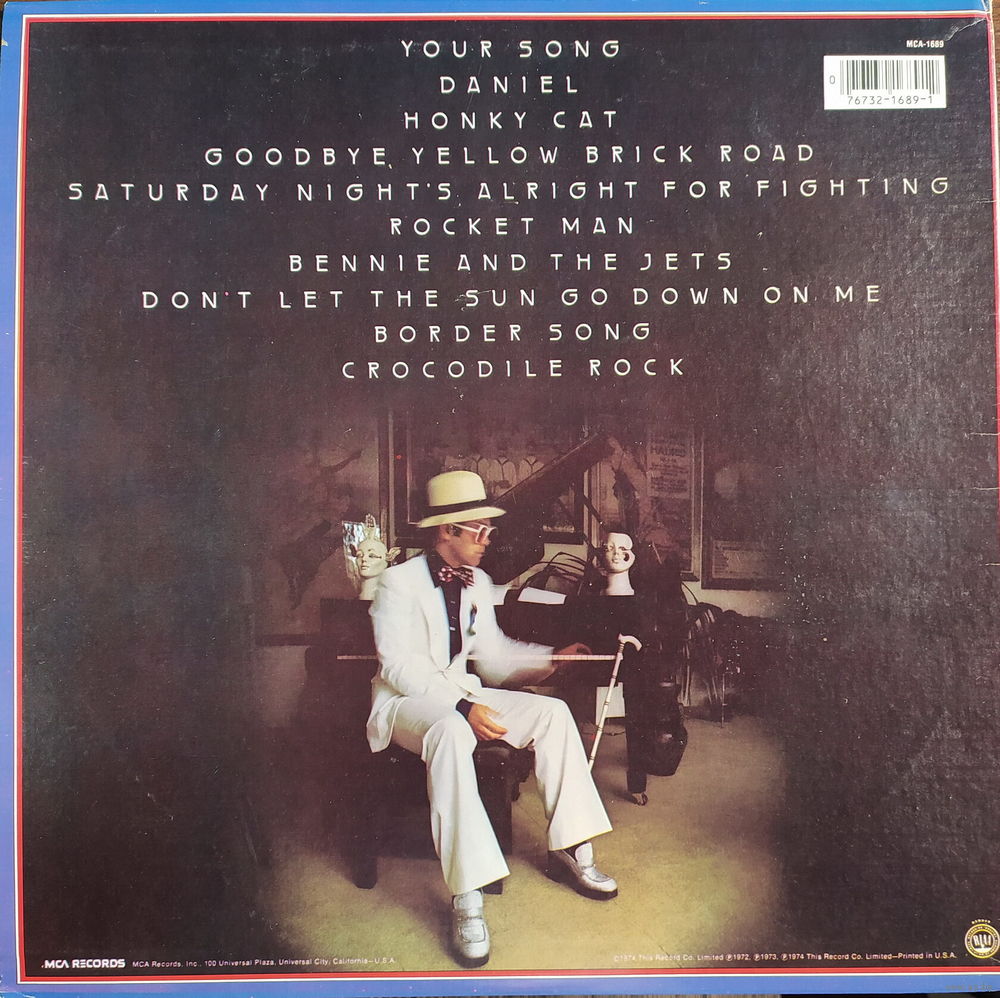 YOUR SONG
DANIEL
HONKY CAT
GOODBYE YELLOW BRICK ROAD
SATURDAY NIGHT'S ALRIGHT FOR FIGHTING
ROCKET MAN
BENNIE AND THE JETS
DON'T LET THE SUN GO DOWN ON ME
BORDER SONG
CROCODILE ROCK
MCA-1689
0 76732-1689-1
MCA RECORDS MCA Records, Inc., 100 Universal Plaza, Universal City, California—U.S.A.
©1974 This Record Co. Limited ℗1972, ℗1973, ℗1974 This Record Co. Limited—Printed in U.S.A.